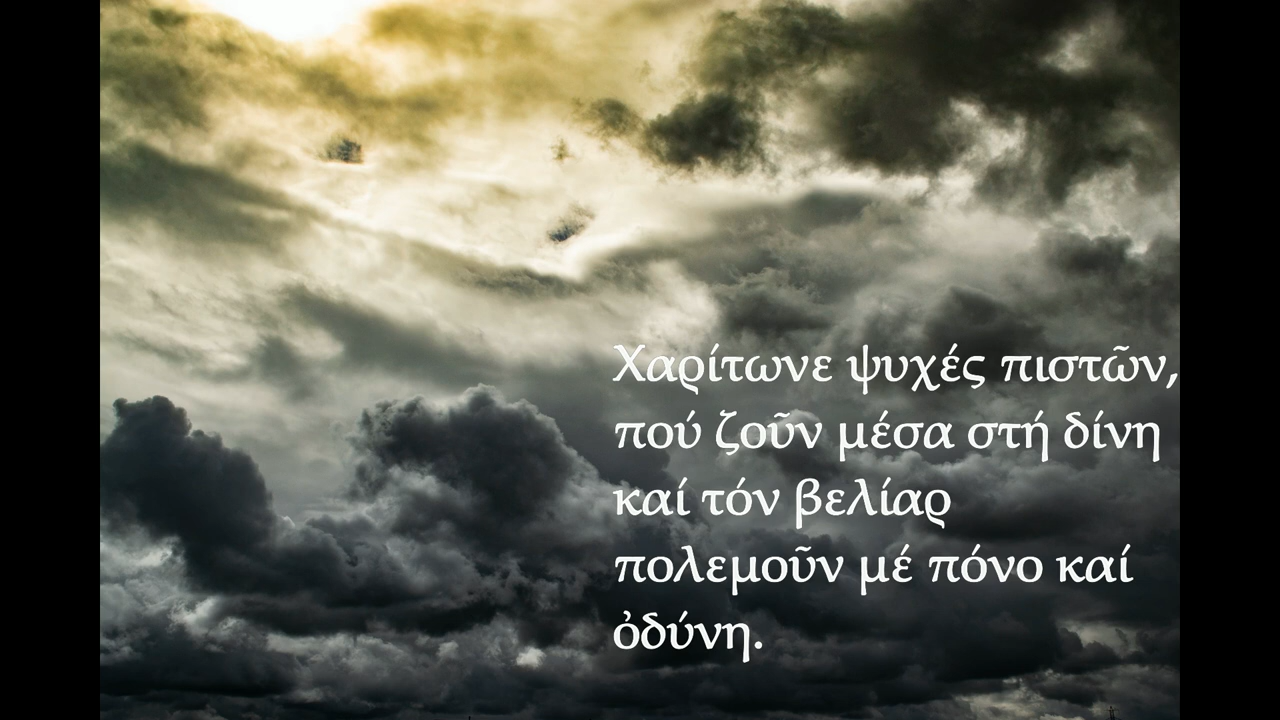 Χαρίτωνε ψυχές πιστῶν,
πού ζοῦν μέσα στή δίνη
καί τόν βελίαρ
πολεμοῦν μέ πόνο καί
ὀδύνη.